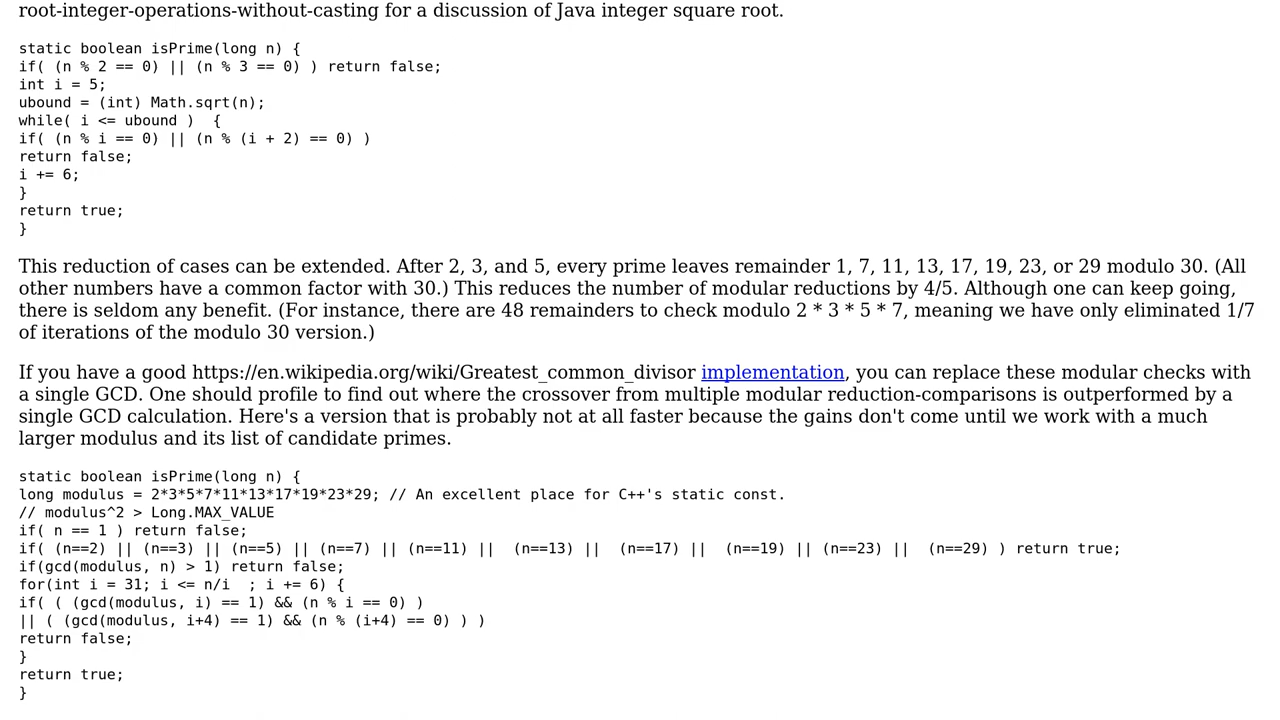 root-integer-operations-without-casting for a discussion of Java integer square root.
static boolean isPrime(long n) {
if( (n % 2 == 0) || (n % 3 == 0) ) return false;
int i = 5;
ubound = (int) Math.sqrt(n);
while( i <= ubound )  {
if( (n % i == 0) || (n % (i + 2) == 0) )
return false;
i += 6;
}
return true;
}
This reduction of cases can be extended. After 2, 3, and 5, every prime leaves remainder 1, 7, 11, 13, 17, 19, 23, or 29 modulo 30. (All
other numbers have a common factor with 30.) This reduces the number of modular reductions by 4/5. Although one can keep going,
there is seldom any benefit. (For instance, there are 48 remainders to check modulo 2 * 3 * 5 * 7, meaning we have only eliminated 1/7
of iterations of the modulo 30 version.)
If you have a good https://en.wikipedia.org/wiki/Greatest_common_divisor implementation, you can replace these modular checks with
a single GCD. One should profile to find out where the crossover from multiple modular reduction-comparisons is outperformed by a
single GCD calculation. Here's a version that is probably not at all faster because the gains don't come until we work with a much
larger modulus and its list of candidate primes.
static boolean isPrime(long n) {
long modulus = 2*3*5*7*11*13*17*19*23*29; // An excellent place for C++'s static const.
// modulus^2 > Long.MAX_VALUE
if( n == 1 ) return false;
if( (n==2) || (n==3) || (n==5) || (n==7) || (n==11) ||  (n==13) ||  (n==17) ||  (n==19) || (n==23) ||  (n==29) ) return true;
if(gcd(modulus, n) > 1) return false;
for(int i = 31; i <= n/i  ; i += 6) {
if( ( (gcd(modulus, i) == 1) && (n % i == 0) )
|| ( (gcd(modulus, i+4) == 1) && (n % (i+4) == 0) ) )
return false;
}
return true;
}